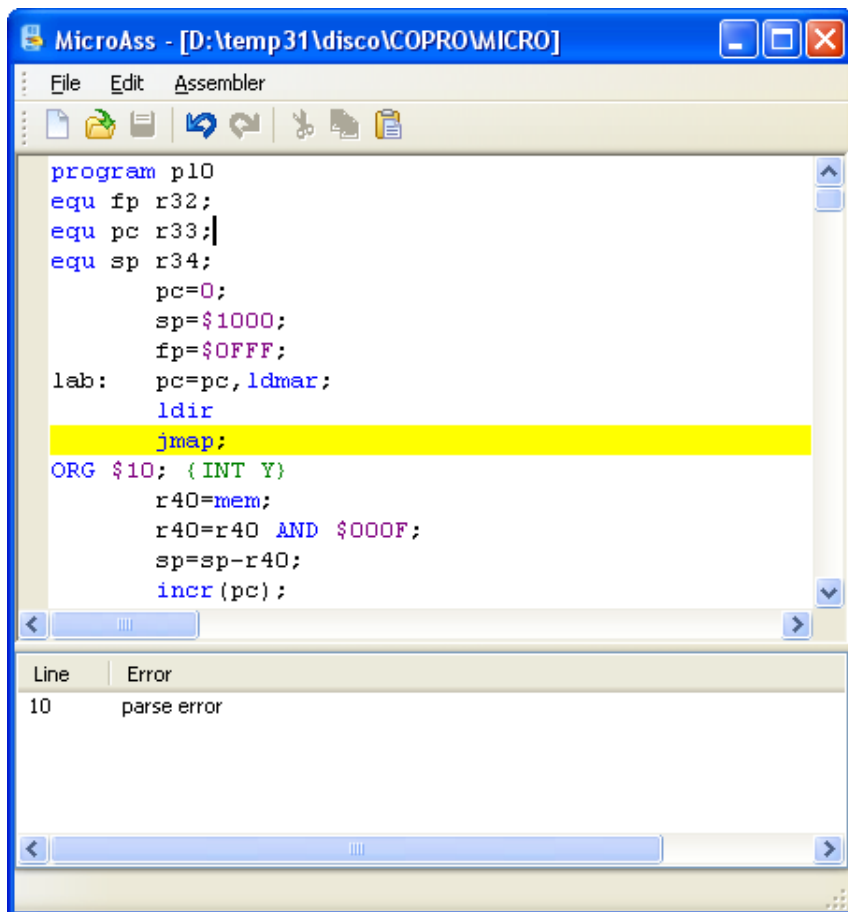 MicroAss - [D:\temp31\disco\COPRO\MICRO]
File Edit Assembler
program pl0
equ fp r32;
equ pc r33;
equ sp r34;
pc=0;
sp=$1000;
fp=$0FFF;
lab: pc=pc,ldmar;
ldir
jmap;
ORG $10; {INT Y}
r40=mem;
r40=r40 AND $000F;
sp=sp-r40;
incr(pc);
Line Error
10 parse error